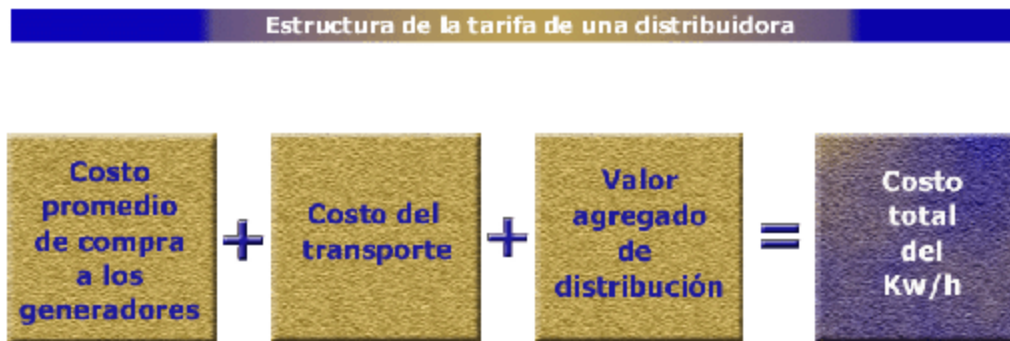 Estructura de la tarifa de una distribuidora
Costo
promedio
de compra
a los
generadores
+
Costo del
transporte
+
Valor
agregado
de
distribución
=
Costo
total
del
Kw/h